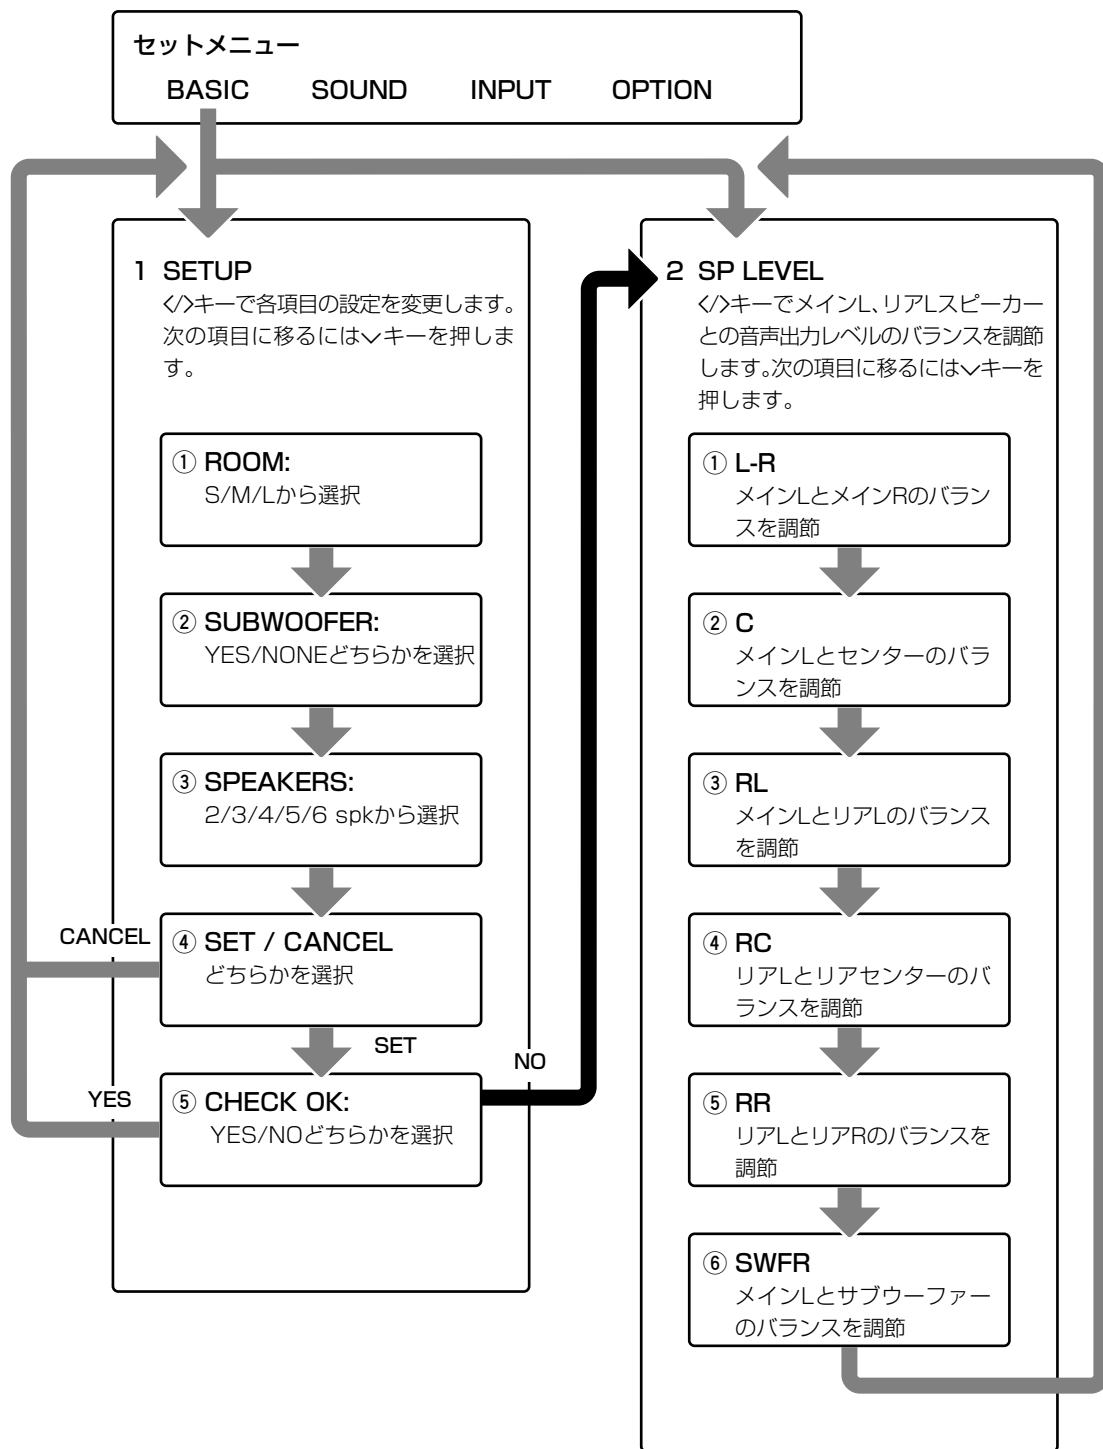 セットメニュー
BASIC SOUND INPUT OPTION
1 SETUP
</>キーで各項目の設定を変更します。
次の項目に移るには∨キーを押しま
す。
① ROOM:
S/M/Lから選択
② SUBWOOFER:
YES/NONEどちらかを選択
③ SPEAKERS:
2/3/4/5/6 spkから選択
CANCEL
④ SET / CANCEL
どちらかを選択
SET
NO
YES
⑤ CHECK OK:
YES/NOどちらかを選択
2 SP LEVEL
</>キーでメインL、リアLスピーカー
との音声出力レベルのバランスを調節
します。次の項目に移るには∨キーを
押します。
① L-R
メインLとメインRのバラン
スを調節
② C
メインLとセンターのバラ
ンスを調節
③ RL
メインLとリアLのバランス
を調節
④ RC
リアLとリアセンターのバ
ランスを調節
⑤ RR
リアLとリアRのバランスを
調節
⑥ SWFR
メインLとサブウーファー
のバランスを調節